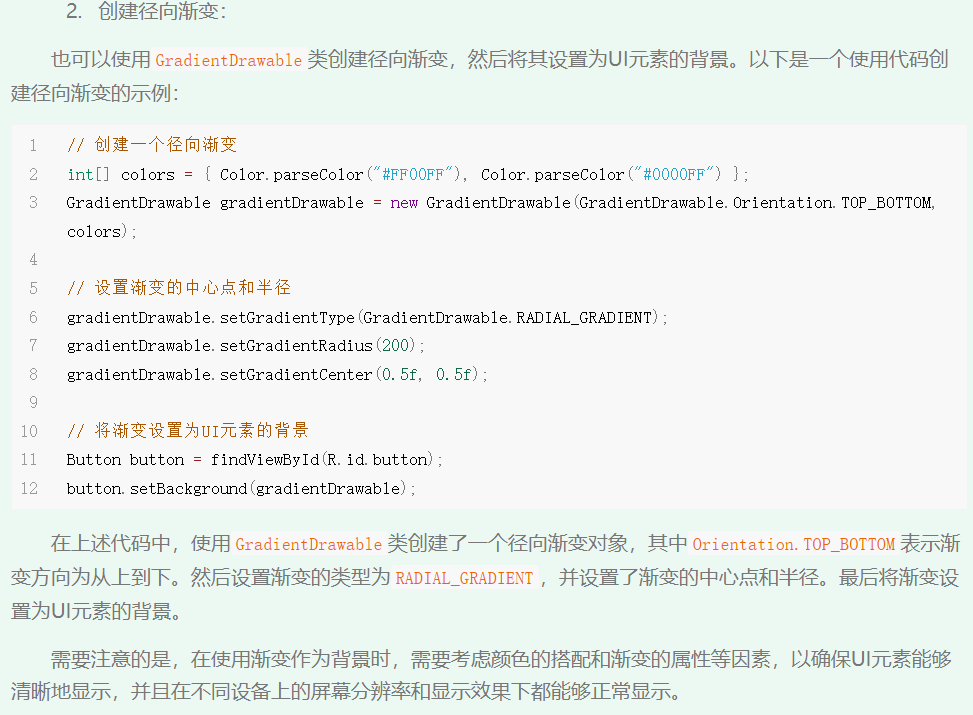 2. 创建径向渐变：
也可以使用 GradientDrawable 类创建径向渐变，然后将其设置为UI元素的背景。以下是一个使用代码创
建径向渐变的示例：
1 // 创建一个径向渐变
2 int[] colors = { Color.parseColor("#FF00FF"), Color.parseColor("#0000FF") };
3 GradientDrawable gradientDrawable = new GradientDrawable(GradientDrawable.Orientation.TOP_BOTTOM,
colors);
4
5 // 设置渐变的中心点和半径
6 gradientDrawable.setGradientType(GradientDrawable.RADIAL_GRADIENT);
7 gradientDrawable.setGradientRadius(200);
8 gradientDrawable.setGradientCenter(0.5f, 0.5f);
9
10 // 将渐变设置为UI元素的背景
11 Button button = findViewById(R.id.button);
12 button.setBackground(gradientDrawable);
在上述代码中，使用 GradientDrawable 类创建了一个径向渐变对象，其中 Orientation.TOP_BOTTOM 表示渐
变方向为从上到下。然后设置渐变的类型为 RADIAL_GRADIENT ，并设置了渐变的中心点和半径。最后将渐变设
置为UI元素的背景。
需要注意的是，在使用渐变作为背景时，需要考虑颜色的搭配和渐变的属性等因素，以确保UI元素能够
清晰地显示，并且在不同设备上的屏幕分辨率和显示效果下都能够正常显示。